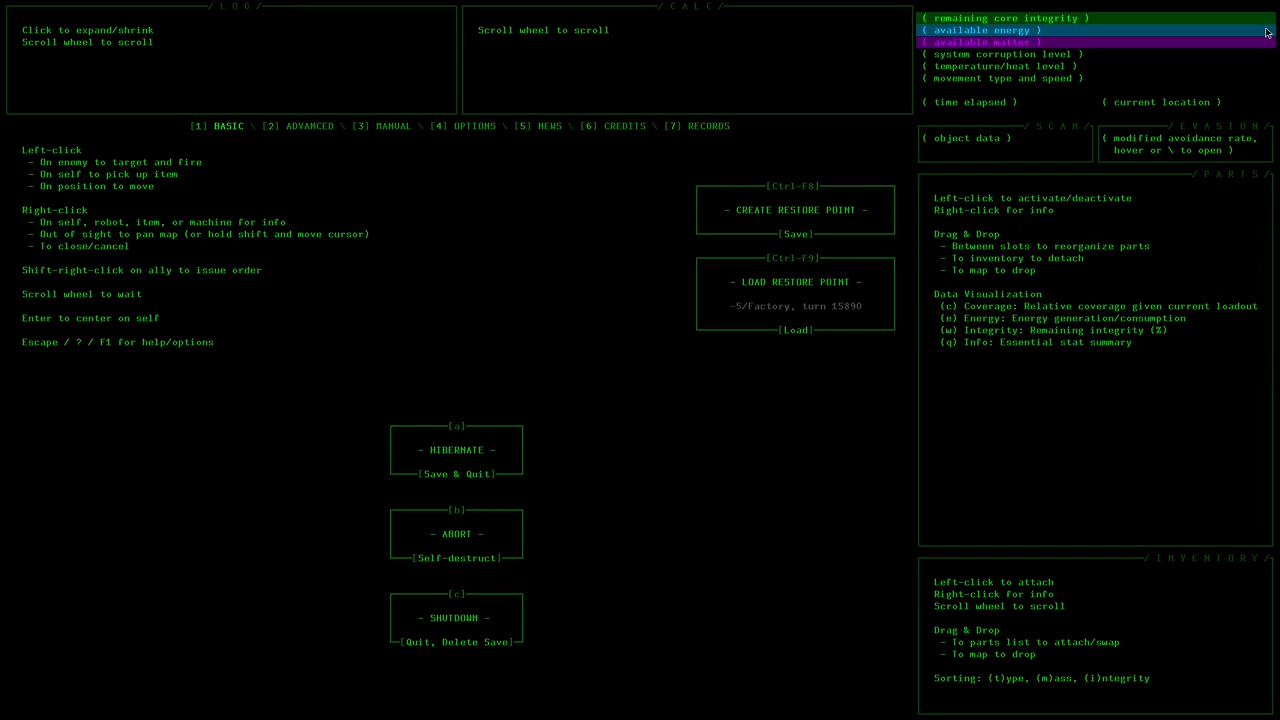 / L O G /
Click to expand/shrink
Scroll wheel to scroll
/ C A L C /
Scroll wheel to scroll
( remaining core integrity )
( available energy )
( available matter )
( system corruption level )
( temperature/heat level )
( movement type and speed )
( time elapsed )
( current location )
/ S C A N /
( object data )
/ E V A S I O N /
( modified avoidance rate,
hover or \ to open )
[1] BASIC \ [2] ADVANCED \ [3] MANUAL \ [4] OPTIONS \ [5] NEWS \ [6] CREDITS \ [7] RECORDS
Left-click
– On enemy to target and fire
– On self to pick up item
– On position to move
Right-click
– On self, robot, item, or machine for info
– Out of sight to pan map (or hold shift and move cursor)
– To close/cancel
Shift-right-click on ally to issue order
Scroll wheel to wait
Enter to center on self
Escape / ? / F1 for help/options
[Ctrl-F8]
– CREATE RESTORE POINT –
[Save]
[Ctrl-F9]
– LOAD RESTORE POINT –
-5/Factory, turn 15890
[Load]
[a]
– HIBERNATE –
[Save & Quit]
[b]
– ABORT –
[Self-destruct]
[c]
– SHUTDOWN –
[Quit, Delete Save]
/ P A R T S /
Left-click to activate/deactivate
Right-click for info
Drag & Drop
– Between slots to reorganize parts
– To inventory to detach
– To map to drop
Data Visualization
(c) Coverage: Relative coverage given current loadout
(e) Energy: Energy generation/consumption
(w) Integrity: Remaining integrity (%)
(q) Info: Essential stat summary
/ I N V E N T O R Y /
Left-click to attach
Right-click for info
Scroll wheel to scroll
Drag & Drop
– To parts list to attach/swap
– To map to drop
Sorting: (t)ype, (m)ass, (i)ntegrity